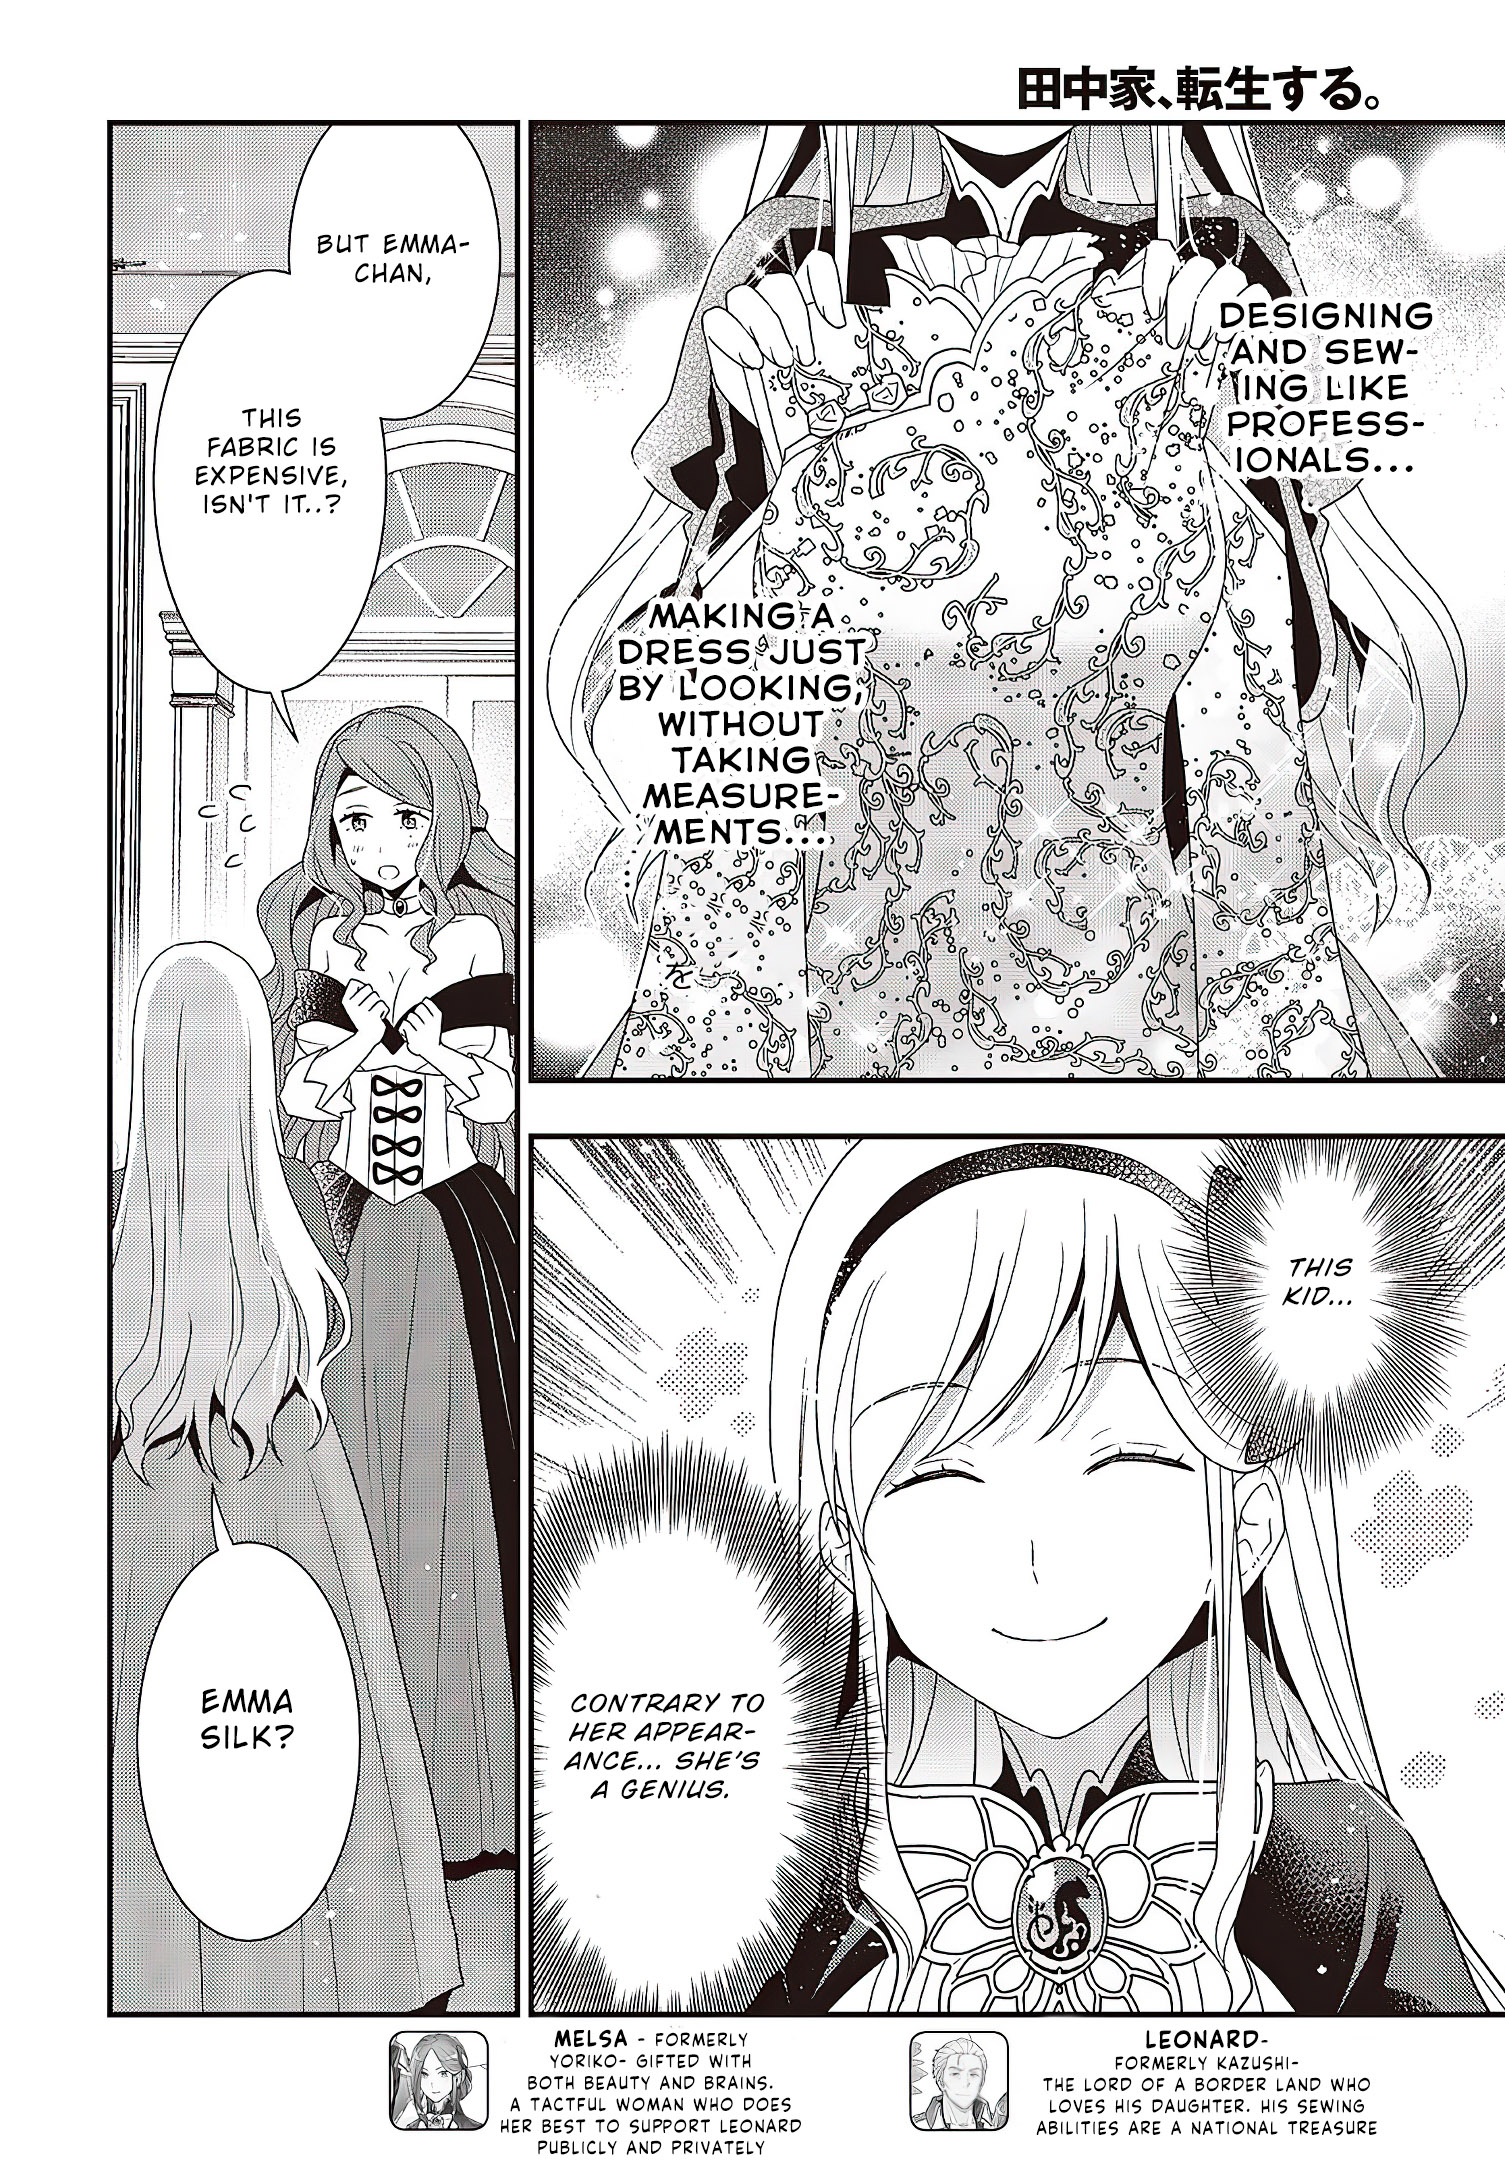 田中家、転生する。
DESIGNING
AND SEW-
ING LIKE
PROFESS-
IONALS...
MAKING A
DRESS JUST
BY LOOKING,
WITHOUT
TAKING
MEASURE-
MENTS...
を
THIS
KID...
CONTRARY TO
HER APPEAR-
ANCE... SHE'S
A GENIUS.
BUT EMMA-
CHAN,
THIS
FABRIC IS
EXPENSIVE,
ISN'T IT..?
EMMA
SILK?
MELSA - FORMERLY
YORIKO- GIFTED WITH
BOTH BEAUTY AND BRAINS.
A TACTFUL WOMAN WHO DOES
HER BEST TO SUPPORT LEONARD
PUBLICLY AND PRIVATELY
LEONARD-
FORMERLY KAZUSHI-
THE LORD OF A BORDER LAND WHO
LOVES HIS DAUGHTER. HIS SEWING
ABILITIES ARE A NATIONAL TREASURE